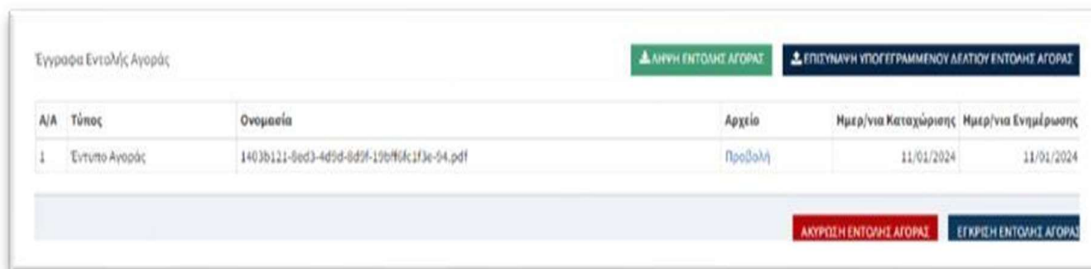 Έγγραφα Εντολής Αγοράς
ΛΗΨΗ ΕΝΤΟΛΗΣ ΑΓΟΡΑΣ
ΕΠΙΣΥΝΑΨΗ ΥΠΟΓΕΓΡΑΜΜΕΝΟΥ ΔΕΛΤΙΟΥ ΕΝΤΟΛΗΣ ΑΓΟΡΑΣ
Α/Α Τύπος Ονομασία Αρχείο Ημερ/νια Καταχώρισης Ημερ/νια Ενημέρωσης
1 Έντυπο Αγοράς 1403b121-8ed3-4d9d-8d9f-19bff6fc1f3e-94.pdf Προβολή 11/01/2024 11/01/2024
ΑΚΥΡΩΣΗ ΕΝΤΟΛΗΣ ΑΓΟΡΑΣ ΕΓΚΡΙΣΗ ΕΝΤΟΛΗΣ ΑΓΟΡΑΣ